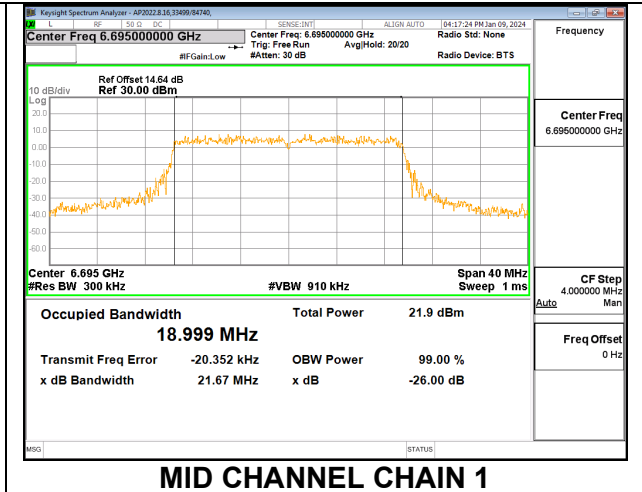 Keysight Spectrum Analyzer - AP2022.8.16,33499/84740,
LXI L RF 50 Ω DC SENSE:INT ALIGN AUTO 04:17:24 PM Jan 09, 2024
Center Freq 6.695000000 GHz Center Freq: 6.695000000 GHz Radio Std: None Frequency
Trig: Free Run Avg|Hold: 20/20
#IFGain:Low #Atten: 30 dB Radio Device: BTS
Ref Offset 14.64 dB
10 dB/div Ref 30.00 dBm
Log
20.0
10.0
0.00
-10.0
-20.0
-30.0
-40.0
-50.0
-60.0
Center Freq
6.695000000 GHz
Center 6.695 GHz Span 40 MHz
#Res BW 300 kHz #VBW 910 kHz Sweep 1 ms
CF Step
4.000000 MHz
Auto Man
Occupied Bandwidth Total Power 21.9 dBm
18.999 MHz
Freq Offset
0 Hz
Transmit Freq Error -20.352 kHz OBW Power 99.00 %
x dB Bandwidth 21.67 MHz x dB -26.00 dB
MSG STATUS
MID CHANNEL CHAIN 1